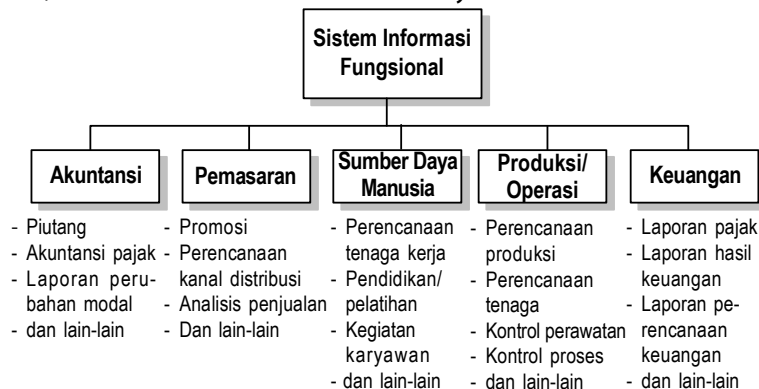 Sistem Informasi
Fungsional
Akuntansi
- Piutang
- Akuntansi pajak
- Laporan peru-
bahan modal
- dan lain-lain
Pemasaran
- Promosi
- Perencanaan
kanal distribusi
- Analisis penjualan
- Dan lain-lain
Sumber Daya
Manusia
- Perencanaan
tenaga kerja
- Pendidikan/
pelatihan
- Kegiatan
karyawan
- dan lain-lain
Produksi/
Operasi
- Perencanaan
produksi
- Perencanaan
tenaga
- Kontrol perawatan
- Kontrol proses
- dan lain-lain
Keuangan
- Laporan pajak
- Laporan hasil
keuangan
- Laporan pe-
rencanaan
keuangan
- dan lain-lain